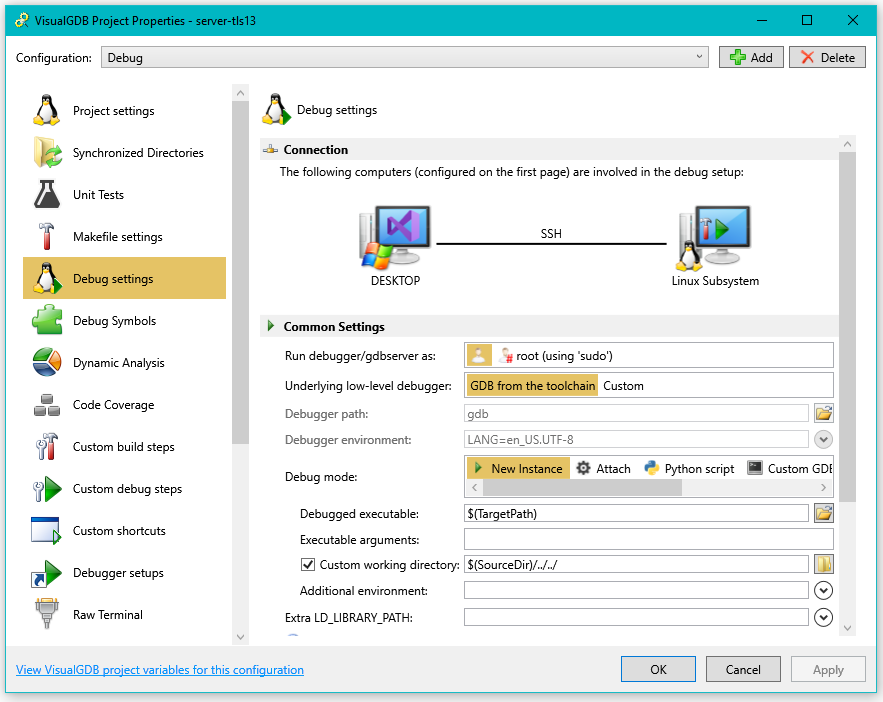 VisualGDB Project Properties - server-tls13
Configuration: Debug Add Delete
Project settings
Synchronized Directories
Unit Tests
Makefile settings
Debug settings
Debug Symbols
Dynamic Analysis
Code Coverage
Custom build steps
Custom debug steps
Custom shortcuts
Debugger setups
Raw Terminal
Debug settings
Connection
The following computers (configured on the first page) are involved in the debug setup:
SSH
DESKTOP Linux Subsystem
Common Settings
Run debugger/gdbserver as: root (using 'sudo')
Underlying low-level debugger: GDB from the toolchain Custom
Debugger path: gdb
Debugger environment: LANG=en_US.UTF-8
Debug mode: New Instance Attach Python script Custom GDB
Debugged executable: $(TargetPath)
Executable arguments:
Custom working directory: $(SourceDir)/../../
Additional environment:
Extra LD_LIBRARY_PATH:
View VisualGDB project variables for this configuration OK Cancel Apply